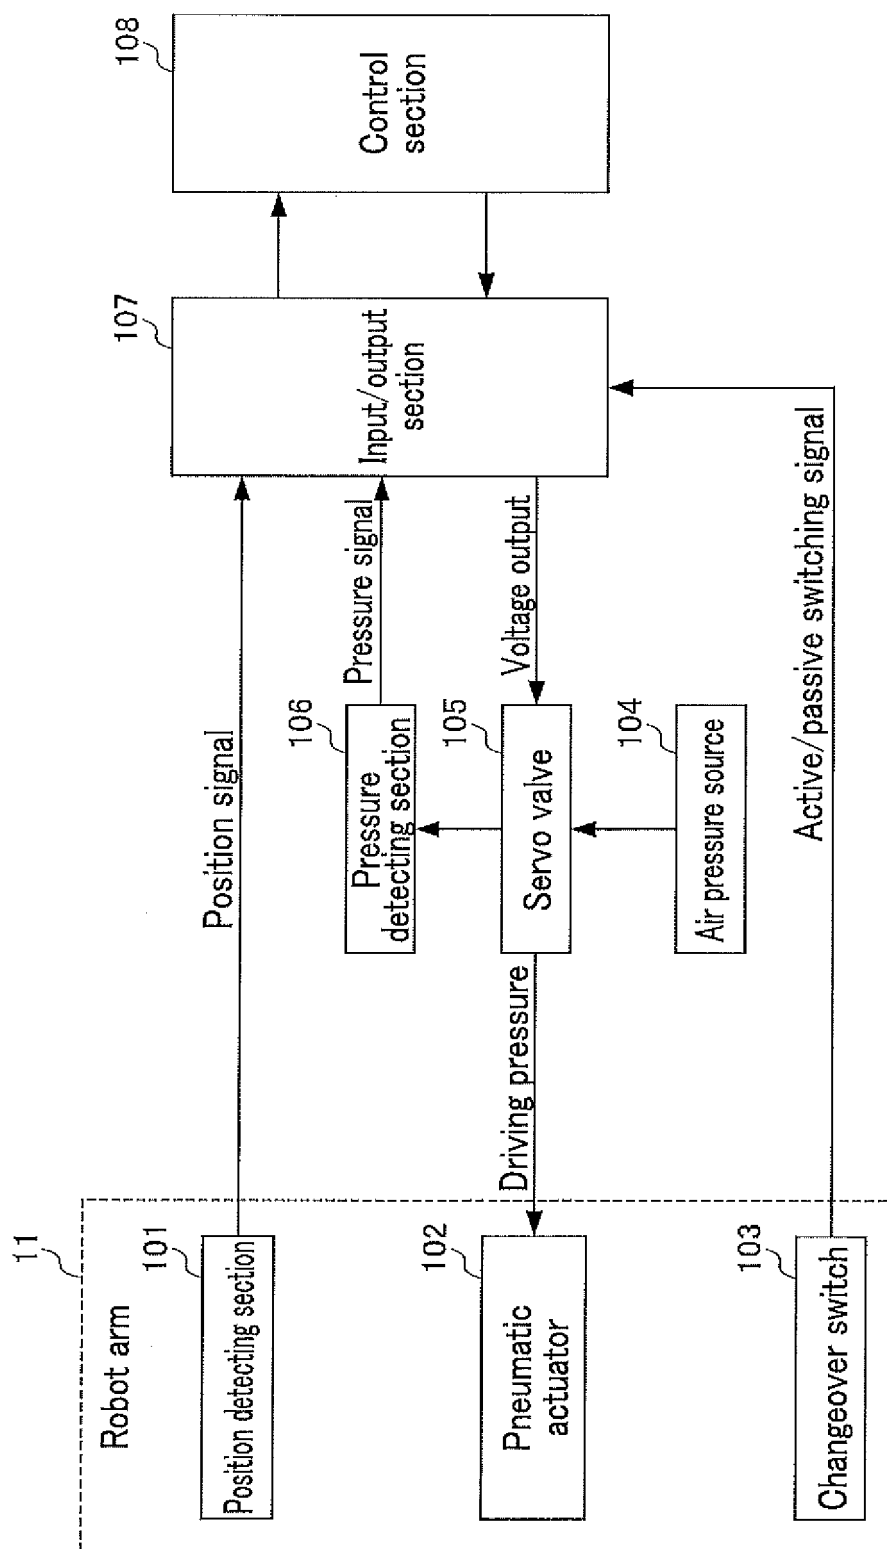 11
Robot arm
101
Position detecting section
102
Pneumatic
actuator
103
Changeover switch
Position signal
Driving pressure
106
Pressure
detecting section
105
Servo valve
104
Air pressure source
Pressure signal
Voltage output
Active/passive switching signal
107
Input/output
section
108
Control
section